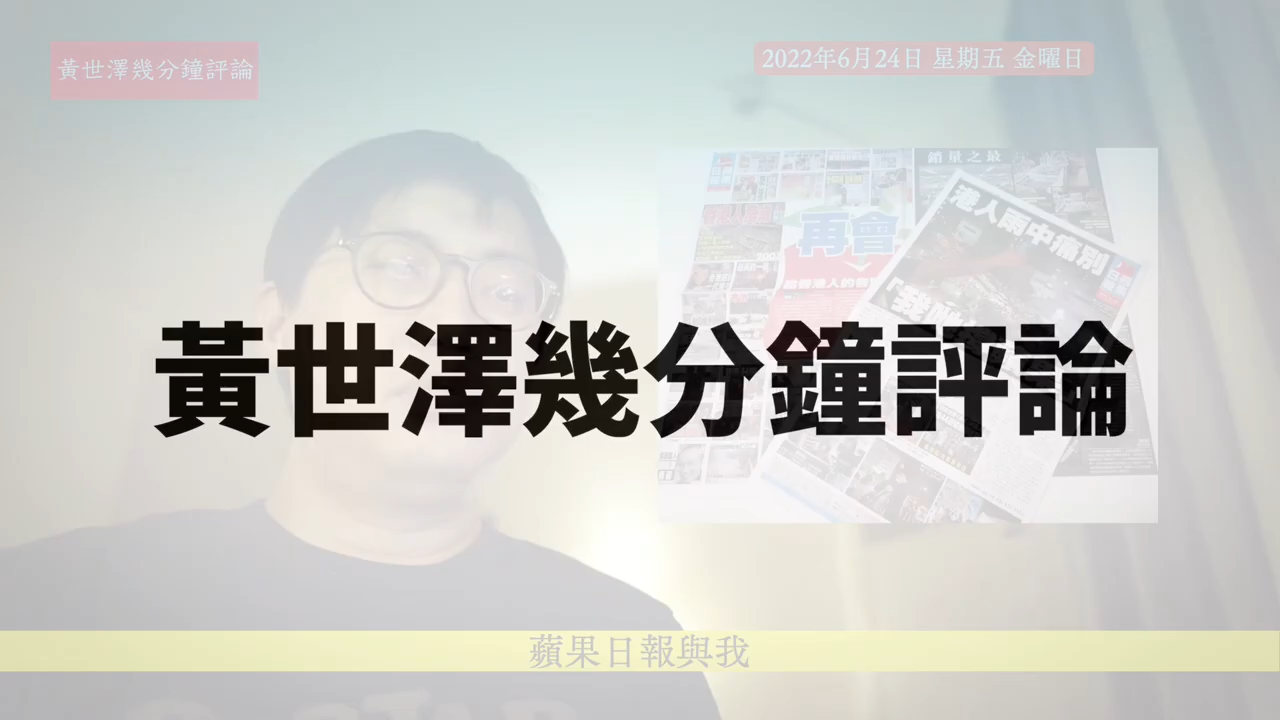 黃世澤幾分鐘評論
2022年6月24日 星期五 金曜日
銷量之最
再會
港人雨中痛別
黃世澤幾分鐘評論
蘋果日報與我